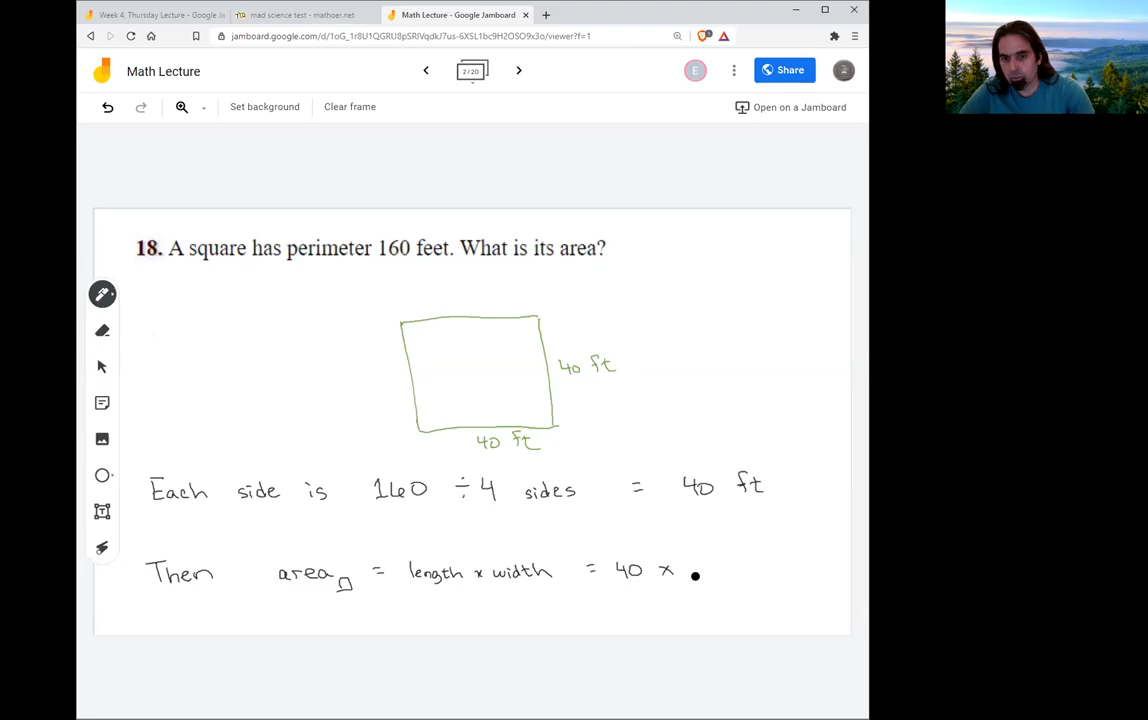 Week 4, Thursday Lecture - Google Ja
mad science test - mathoer.net
Math Lecture - Google Jamboard
jamboard.google.com/d/1oG_1r8U1QGRU8pSRIVqdkJ7us-6XSL1bc9H2OSO9x3o/viewer?f=1
Math Lecture
2/20
E
Share
Set background
Clear frame
Open on a Jamboard
18. A square has perimeter 160 feet. What is its area?
40 ft
40 ft
Each side is 160 ÷ 4 sides = 40 ft
Then area□ = length x width = 40 x